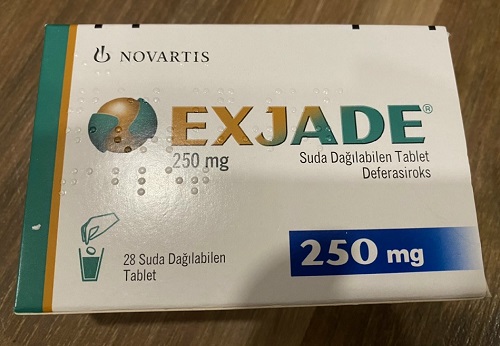 NOVARTIS
EXJADE®
250 mg
Suda Dağılabilen Tablet
Deferasiroks
28 Suda Dağılabilen
Tablet
250 mg